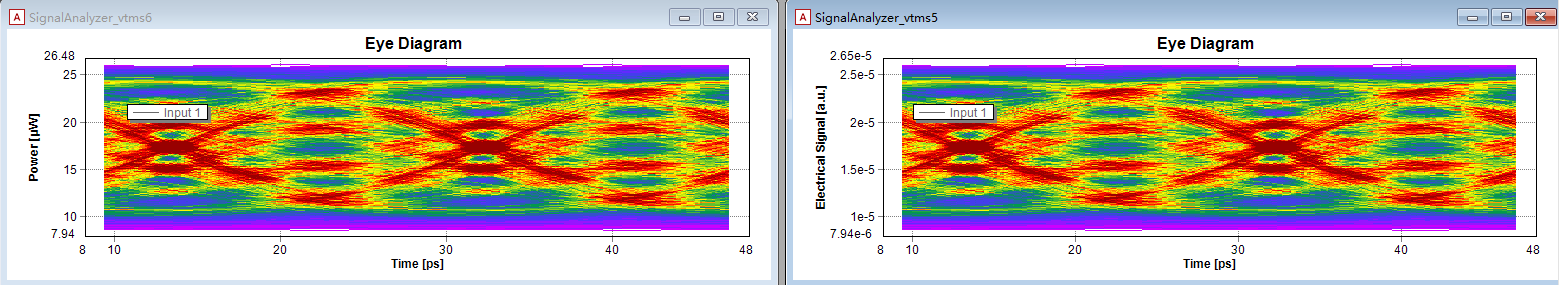 A SignalAnalyzer_vtms6
Eye Diagram
26.48
25
20
15
10
7.94
Power [µW]
Input 1
8 10 20 30 40 48
Time [ps]
A SignalAnalyzer_vtms5
Eye Diagram
2.65e-5
2.5e-5
2e-5
1.5e-5
1e-5
7.94e-6
Electrical Signal [a.u.]
Input 1
8 10 20 30 40 48
Time [ps]